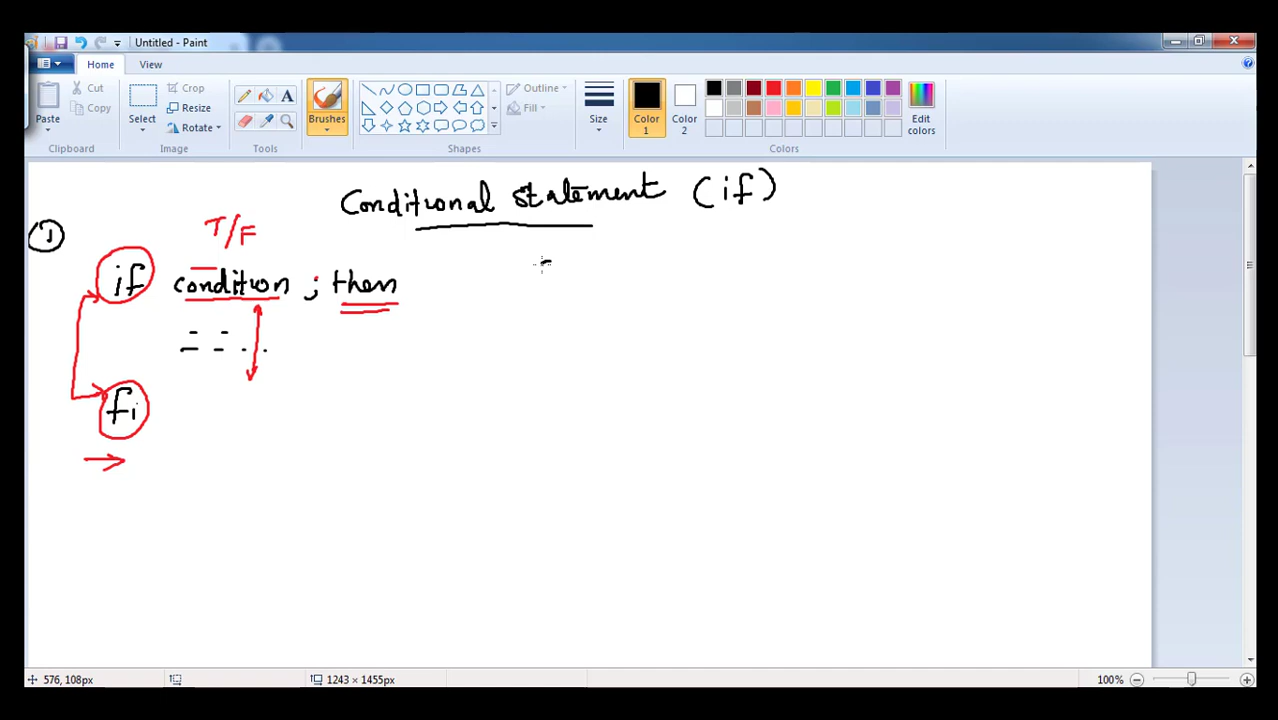 Untitled - Paint
Home View
Paste
Cut
Copy
Clipboard
Select
Crop
Resize
Rotate
Image
A
Tools
Brushes
Shapes
Outline
Fill
Size
Color 1
Color 2
Edit colors
Colors
Conditional statement (if)
1
T/F
if condition ; then
fi
576, 108px
1243 × 1455px
100%